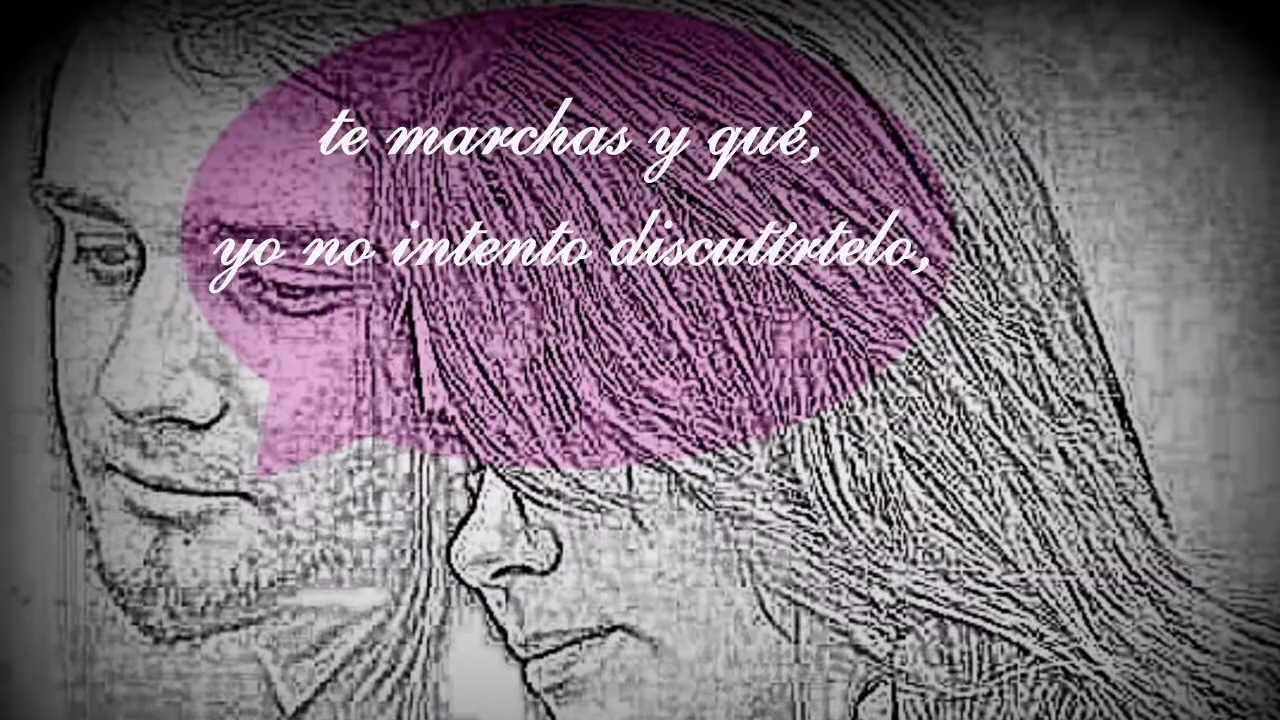 te marchas y qué,
yo no intento discutírtelo,